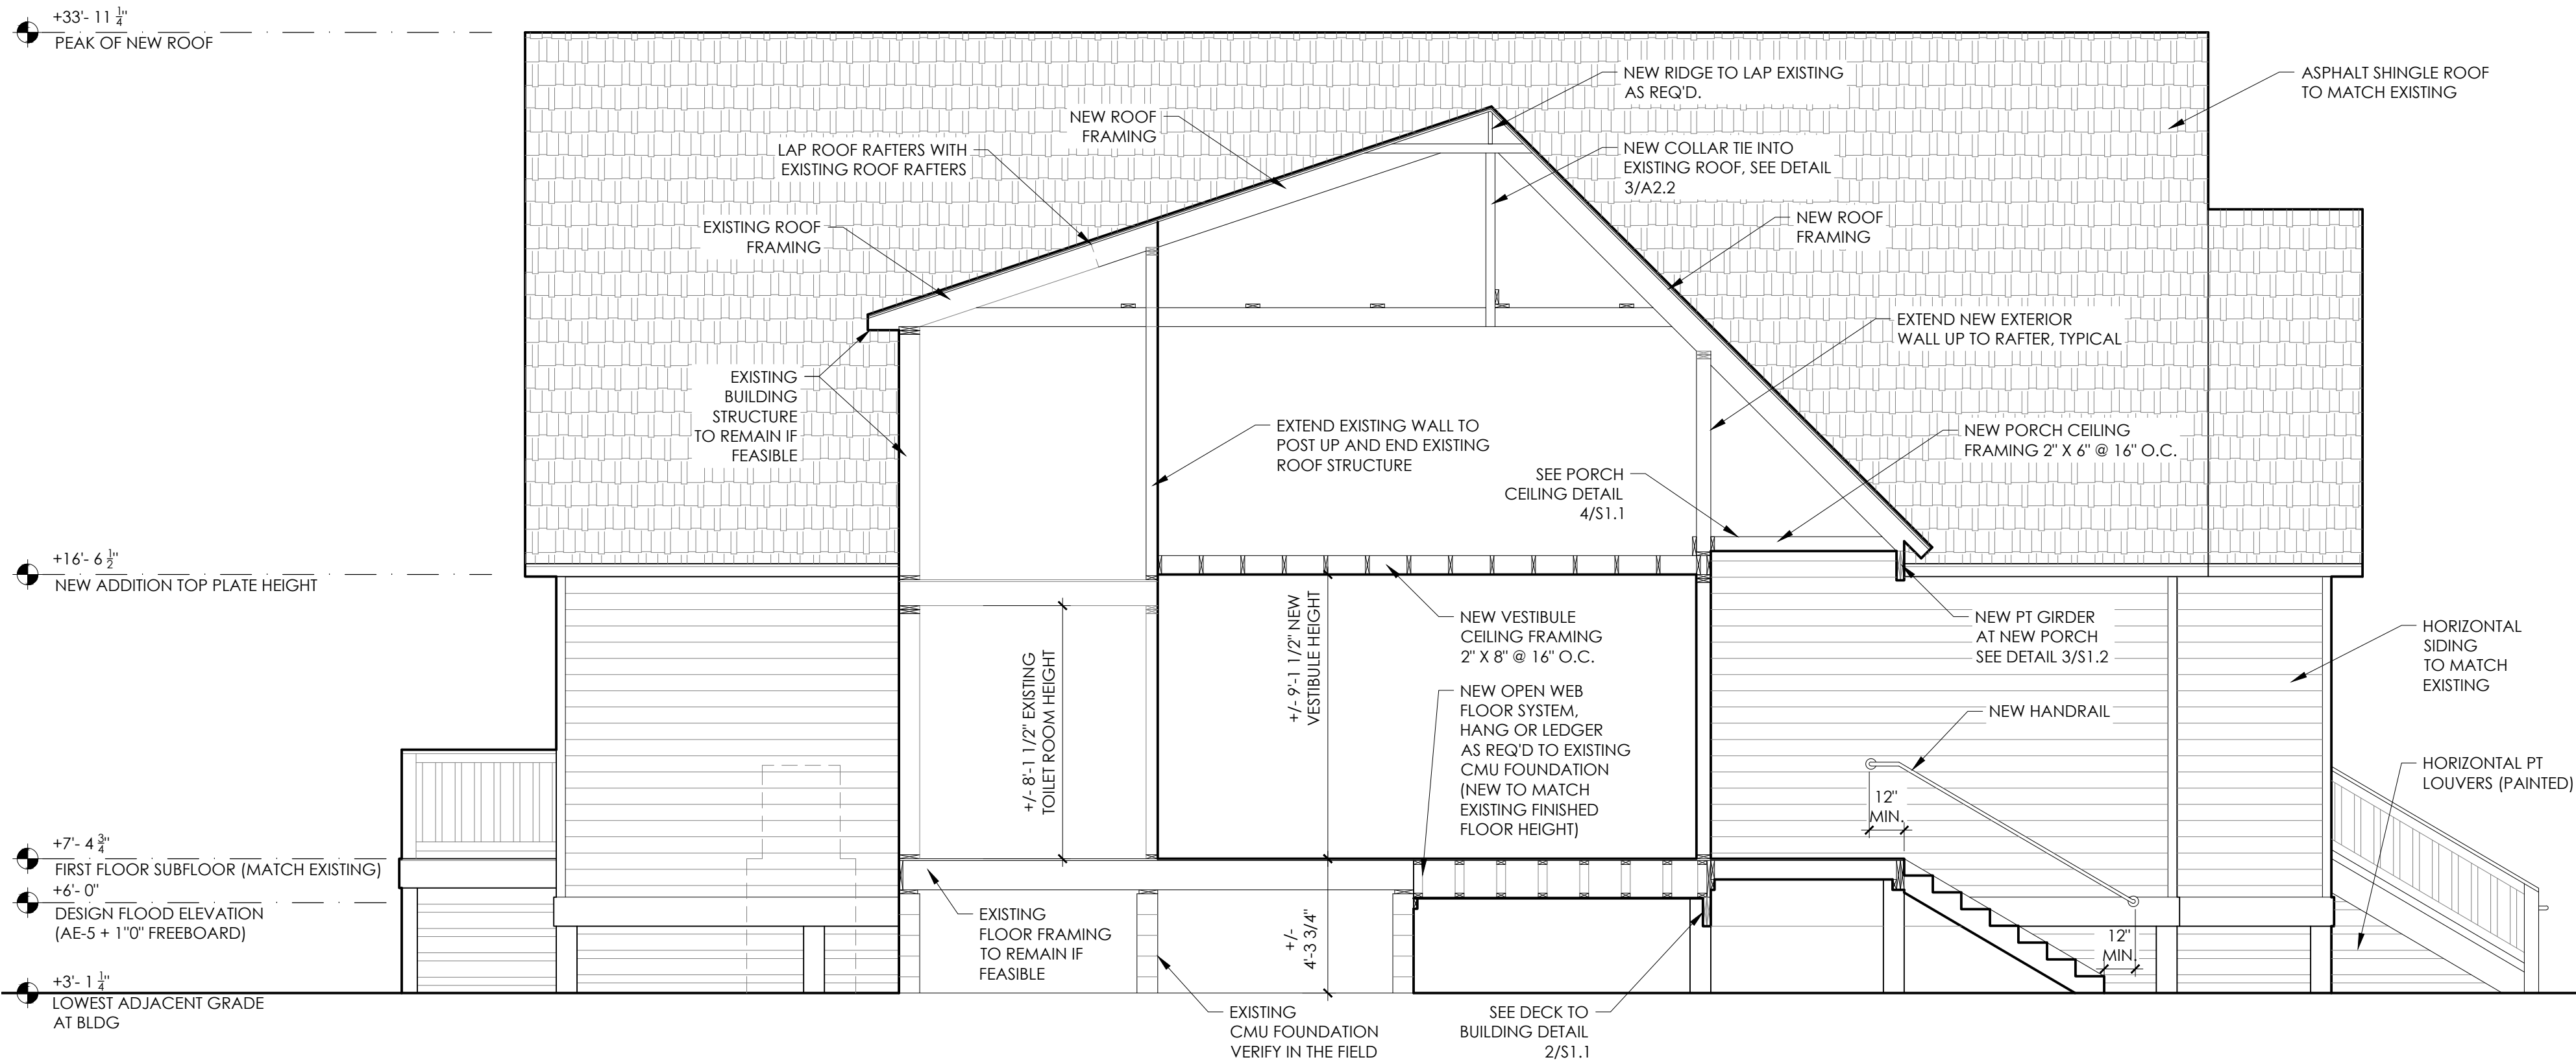 +33'- 11 1/4"
PEAK OF NEW ROOF
NEW RIDGE TO LAP EXISTING
AS REQ'D.
ASPHALT SHINGLE ROOF
TO MATCH EXISTING
NEW ROOF
FRAMING
LAP ROOF RAFTERS WITH
EXISTING ROOF RAFTERS
NEW COLLAR TIE INTO
EXISTING ROOF, SEE DETAIL
3/A2.2
EXISTING ROOF
FRAMING
NEW ROOF
FRAMING
EXTEND NEW EXTERIOR
WALL UP TO RAFTER, TYPICAL
EXISTING
BUILDING
STRUCTURE
TO REMAIN IF
FEASIBLE
EXTEND EXISTING WALL TO
POST UP AND END EXISTING
ROOF STRUCTURE
NEW PORCH CEILING
FRAMING 2" X 6" @ 16" O.C.
SEE PORCH
CEILING DETAIL
4/S1.1
+16'- 6 1/2"
NEW ADDITION TOP PLATE HEIGHT
+/- 8'-1 1/2" EXISTING
TOILET ROOM HEIGHT
+/- 9'-1 1/2" NEW
VESTIBULE HEIGHT
NEW VESTIBULE
CEILING FRAMING
2" X 8" @ 16" O.C.
NEW PT GIRDER
AT NEW PORCH
SEE DETAIL 3/S1.2
HORIZONTAL
SIDING
TO MATCH
EXISTING
NEW OPEN WEB
FLOOR SYSTEM,
HANG OR LEDGER
AS REQ'D TO EXISTING
CMU FOUNDATION
(NEW TO MATCH
EXISTING FINISHED
FLOOR HEIGHT)
NEW HANDRAIL
12"
MIN.
HORIZONTAL PT
LOUVERS (PAINTED)
+7'- 4 3/4"
FIRST FLOOR SUBFLOOR (MATCH EXISTING)
+6'- 0"
DESIGN FLOOD ELEVATION
(AE-5 + 1"0" FREEBOARD)
EXISTING
FLOOR FRAMING
TO REMAIN IF
FEASIBLE
+/-
4'-3 3/4"
12"
MIN.
+3'- 1 1/4"
LOWEST ADJACENT GRADE
AT BLDG
EXISTING
CMU FOUNDATION
VERIFY IN THE FIELD
SEE DECK TO
BUILDING DETAIL
2/S1.1